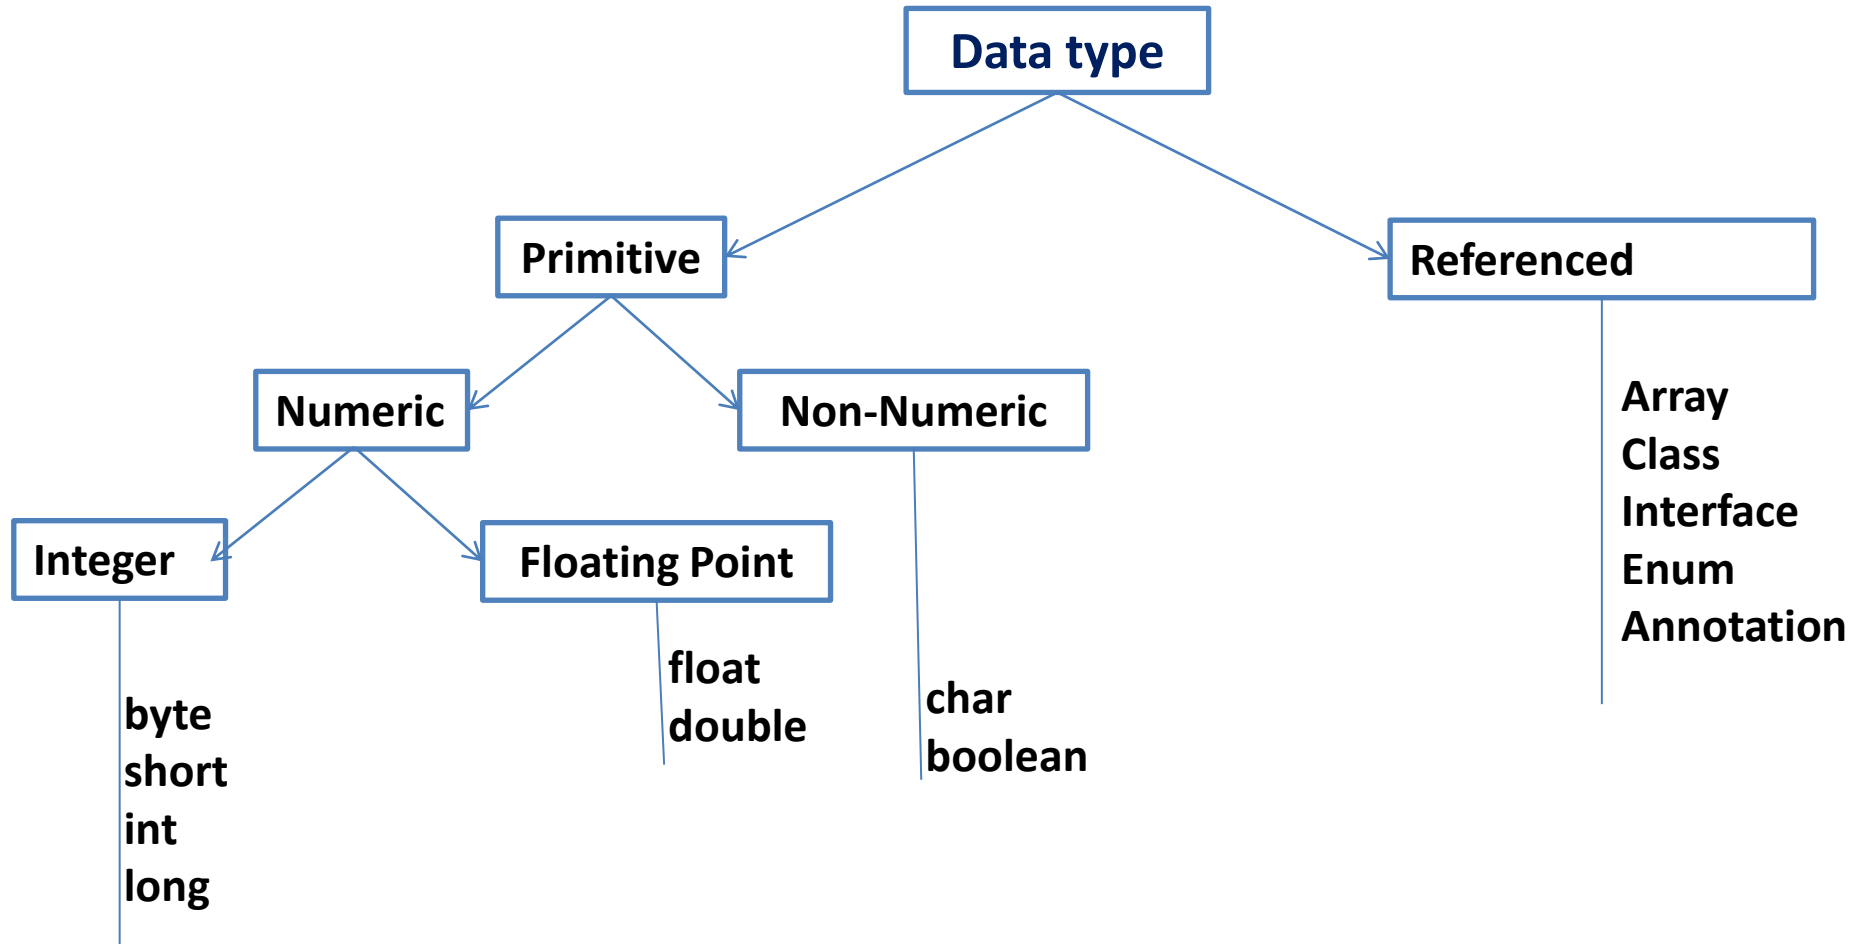 Data type
Primitive
Referenced
Numeric
Non-Numeric
Integer
Floating Point
byte
short
int
long
float
double
char
boolean
Array
Class
Interface
Enum
Annotation